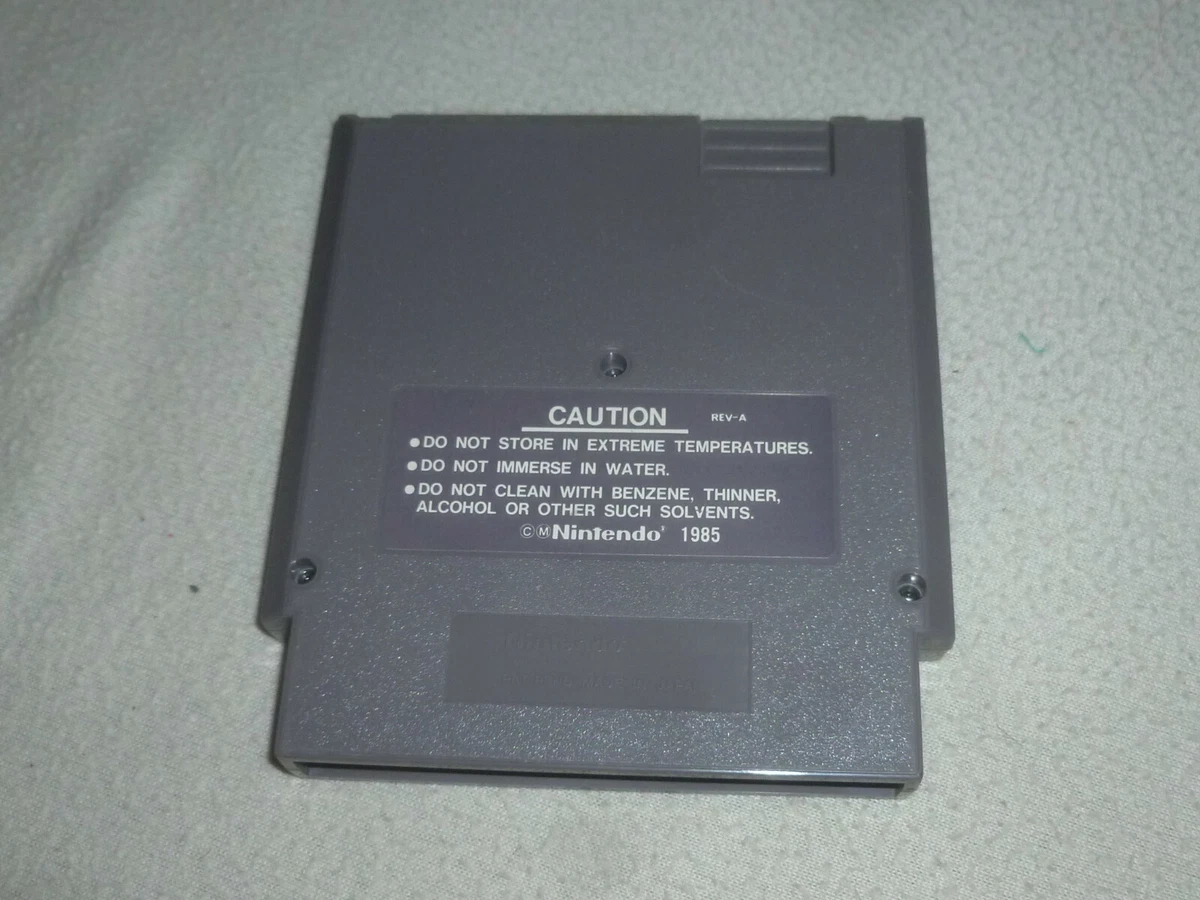 CAUTION REV-A
●DO NOT STORE IN EXTREME TEMPERATURES.
●DO NOT IMMERSE IN WATER.
●DO NOT CLEAN WITH BENZENE, THINNER,
ALCOHOL OR OTHER SUCH SOLVENTS.
©ⓂNintendo® 1985
Nintendo